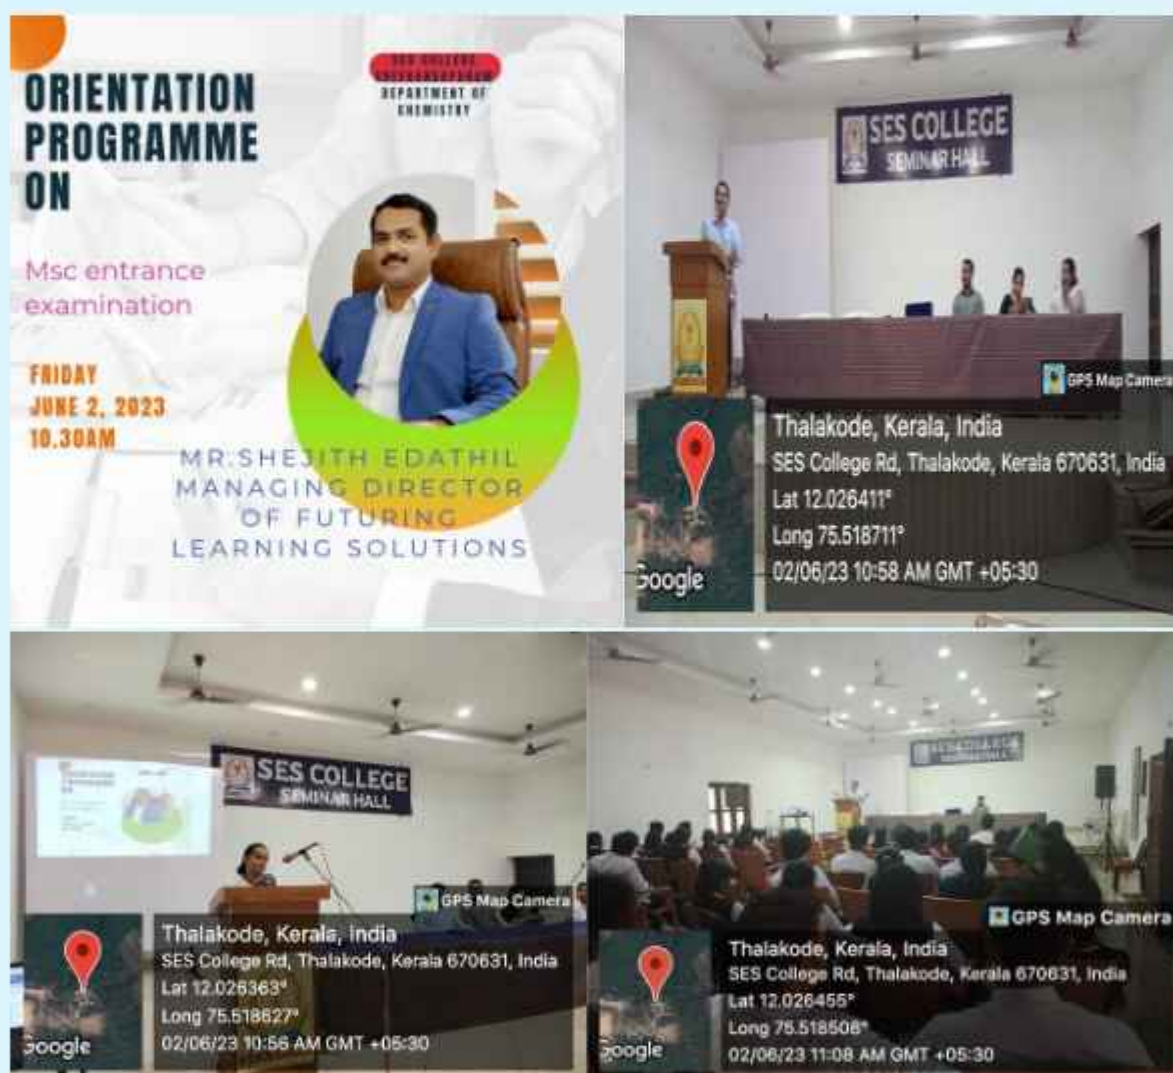 ORIENTATION
PROGRAMME
ON
Msc entrance
examination
FRIDAY
JUNE 2, 2023
10.30AM
SES COLLEGE
DEPARTMENT OF
CHEMISTRY
MR.SHEJITH EDATHIL
MANAGING DIRECTOR
OF FUTURING
LEARNING SOLUTIONS
SES COLLEGE
SEMINAR HALL
GPS Map Camera
Thalakode, Kerala, India
SES College Rd, Thalakode, Kerala 670631, India
Lat 12.026411°
Long 75.518711°
02/06/23 10:58 AM GMT +05:30
Google
SES COLLEGE
SEMINAR HALL
GPS Map Camera
Thalakode, Kerala, India
SES College Rd, Thalakode, Kerala 670631, India
Lat 12.026363°
Long 75.518627°
02/06/23 10:56 AM GMT +05:30
Google
SES COLLEGE
SEMINAR HALL
GPS Map Camera
Thalakode, Kerala, India
SES College Rd, Thalakode, Kerala 670631, India
Lat 12.026455°
Long 75.518508°
02/06/23 11:08 AM GMT +05:30
Google